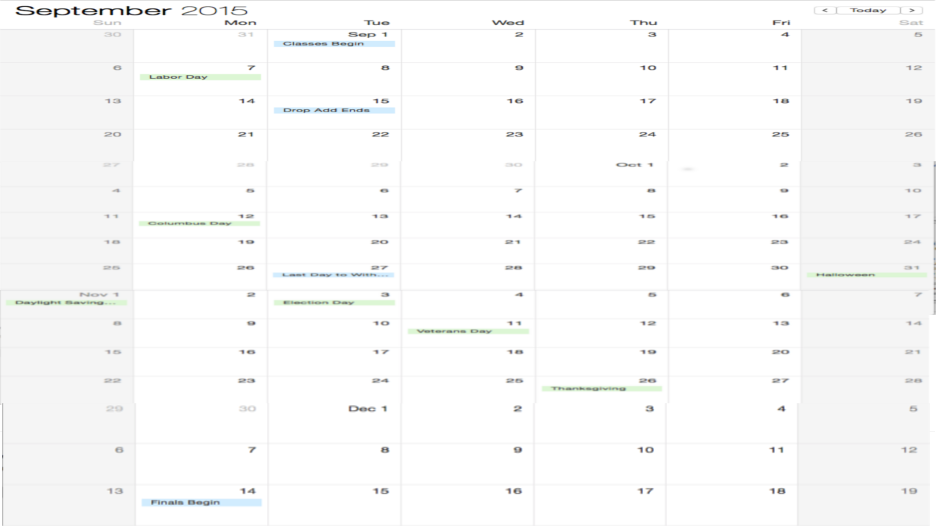 September 2015 < Today >
Sun Mon Tue Wed Thu Fri Sat
30 31 Sep 1 2 3 4 5
Classes Begin
6 7 8 9 10 11 12
Labor Day
13 14 15 16 17 18 19
Drop Add Ends
20 21 22 23 24 25 26
27 28 29 30 Oct 1 2 3
4 5 6 7 8 9 10
11 12 13 14 15 16 17
Columbus Day
18 19 20 21 22 23 24
25 26 27 28 29 30 31
Last Day to With... Halloween
Nov 1 2 3 4 5 6 7
Daylight Saving... Election Day
8 9 10 11 12 13 14
Veterans Day
15 16 17 18 19 20 21
22 23 24 25 26 27 28
Thanksgiving
29 30 Dec 1 2 3 4 5
6 7 8 9 10 11 12
13 14 15 16 17 18 19
Finals Begin